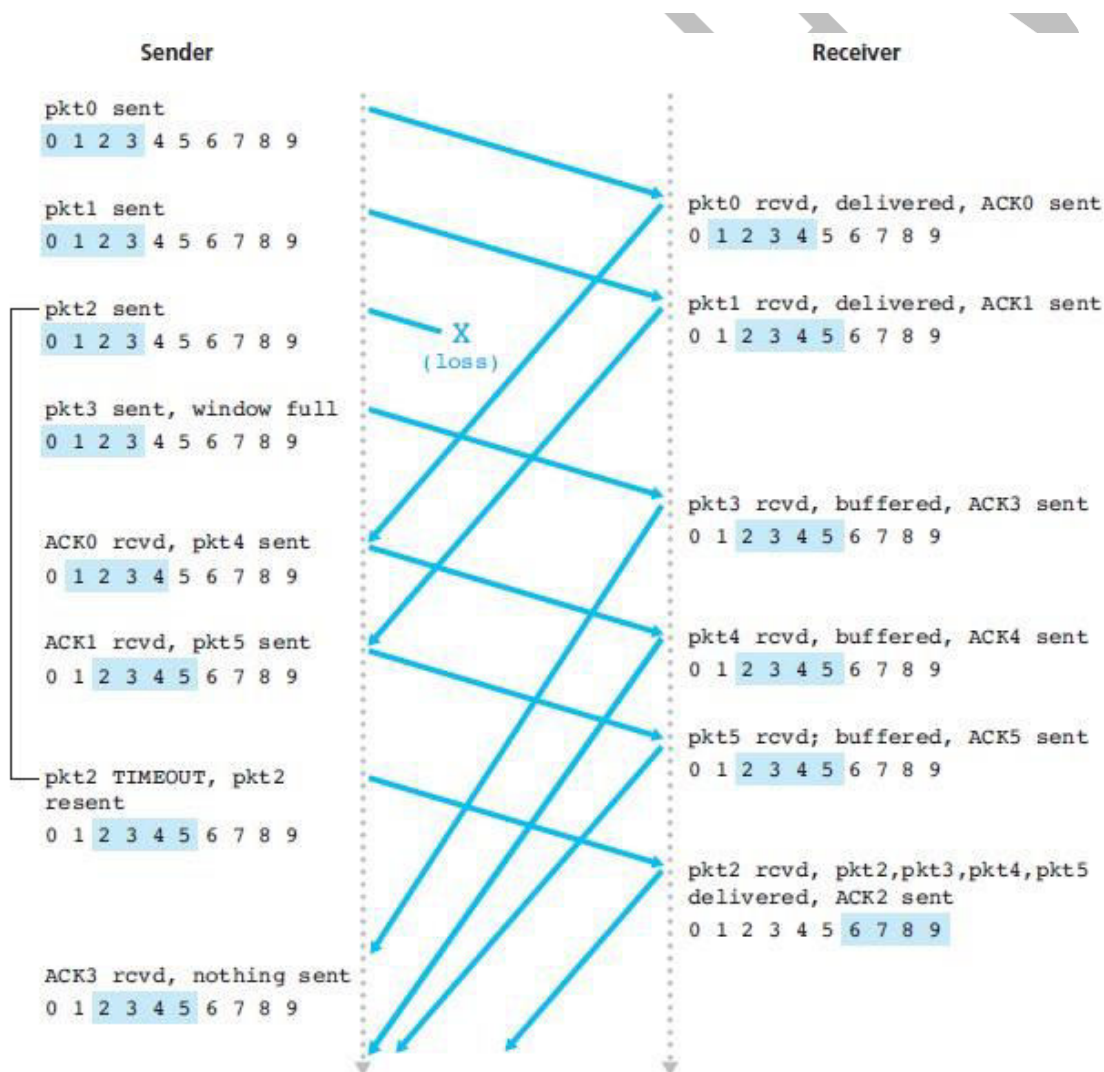 Sender
Receiver
pkt0 sent
0 1 2 3 4 5 6 7 8 9
pkt0 rcvd, delivered, ACK0 sent
0 1 2 3 4 5 6 7 8 9
pkt1 sent
0 1 2 3 4 5 6 7 8 9
pkt1 rcvd, delivered, ACK1 sent
0 1 2 3 4 5 6 7 8 9
pkt2 sent
0 1 2 3 4 5 6 7 8 9
X
(loss)
pkt3 sent, window full
0 1 2 3 4 5 6 7 8 9
pkt3 rcvd, buffered, ACK3 sent
0 1 2 3 4 5 6 7 8 9
ACK0 rcvd, pkt4 sent
0 1 2 3 4 5 6 7 8 9
pkt4 rcvd, buffered, ACK4 sent
0 1 2 3 4 5 6 7 8 9
ACK1 rcvd, pkt5 sent
0 1 2 3 4 5 6 7 8 9
pkt5 rcvd; buffered, ACK5 sent
0 1 2 3 4 5 6 7 8 9
pkt2 TIMEOUT, pkt2
resent
0 1 2 3 4 5 6 7 8 9
pkt2 rcvd, pkt2,pkt3,pkt4,pkt5
delivered, ACK2 sent
0 1 2 3 4 5 6 7 8 9
ACK3 rcvd, nothing sent
0 1 2 3 4 5 6 7 8 9